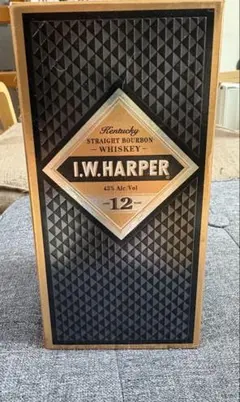 Kentucky
STRAIGHT BOURBON
WHISKEY
I.W.HARPER
43% Alc/Vol
12